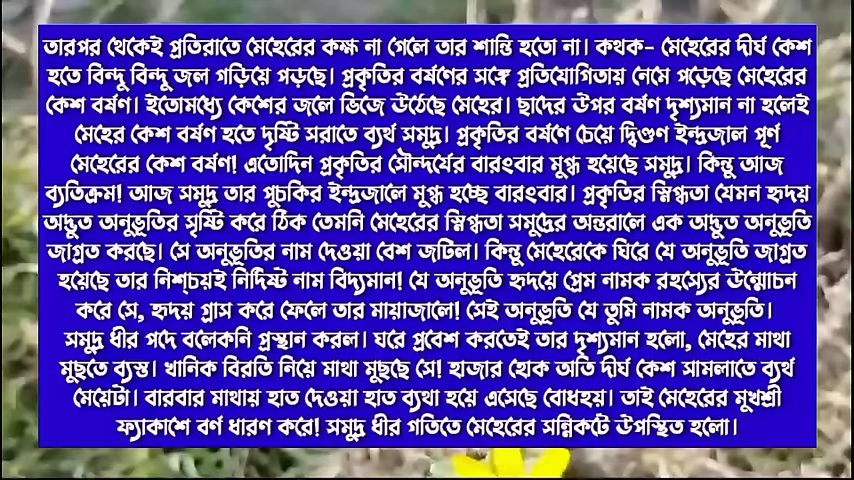 তারপর থেকেই প্রতিরাতে মেহেরের কক্ষ না গেলে তার শান্তি হতো না। কথক- মেহেরের দীর্ঘ কেশ
হতে বিন্দু বিন্দু জল গড়িয়ে পড়ছে। প্রকৃতির বর্ষণের সঙ্গে প্রতিযোগিতায় নেমে পড়েছে মেহেরের
কেশ বর্ষণ। ইতোমধ্যে কেশের জলে ভিজে উঠেছে মেহের। ছাদের উপর বর্ষণ দৃশ্যমান না হলেই
মেহের কেশ বর্ষণ হতে দৃষ্টি সরাতে ব্যর্থ সমুদ্র। প্রকৃতির বর্ষণে চেয়ে দ্বিগুণ ইন্দ্রজাল পূর্ণ
মেহেরের কেশ বর্ষণ! এতোদিন প্রকৃতির সৌন্দর্যের বারংবার মুগ্ধ হয়েছে সমুদ্র। কিন্তু আজ
ব্যতিক্রম! আজ সমুদ্র তার পুচকির ইন্দ্রজালে মুগ্ধ হচ্ছে বারংবার। প্রকৃতির স্নিগ্ধতা যেমন হৃদয়
অদ্ভুত অনুভূতির সৃষ্টি করে ঠিক তেমনি মেহেরের স্নিগ্ধতা সমুদ্রের অন্তরালে এক অদ্ভুত অনুভূতি
জাগ্রত করছে। সে অনুভূতির নাম দেওয়া বেশ জটিল। কিন্তু মেহেরেকে ঘিরে যে অনুভূতি জাগ্রত
হয়েছে তার নিশ্চয়ই নির্দিষ্ট নাম বিদ্যমান! যে অনুভূতি হৃদয়ে প্রেম নামক রহস্যের উন্মোচন
করে সে, হৃদয় গ্রাস করে ফেলে তার মায়াজালে! সেই অনুভূতি যে তুমি নামক অনুভূতি।
সমুদ্র ধীর পদে বলেকনি প্রস্থান করল। ঘরে প্রবেশ করতেই তার দৃশ্যমান হলো, মেহের মাথা
মুছতে ব্যস্ত। খানিক বিরতি নিয়ে মাথা মুছছে সে! হাজার হোক অতি দীর্ঘ কেশ সামলাতে ব্যর্থ
মেয়েটা। বারবার মাথায় হাত দেওয়া হাত ব্যথা হয়ে এসেছে বোধহয়। তাই মেহেরের মুখশ্রী
ফ্যাকাশে বর্ণ ধারণ করে! সমুদ্র ধীর গতিতে মেহেরের সন্নিকটে উপস্থিত হলো।